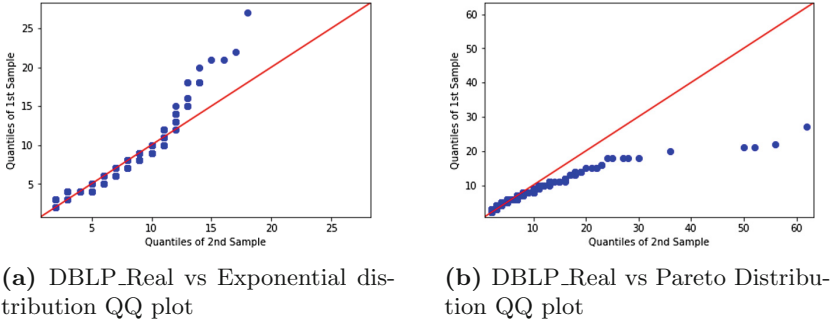 Quantiles of 1st Sample
25
20
15
10
5
5
10
15
20
25
Quantiles of 2nd Sample
Quantiles of 1st Sample
60
50
40
30
20
10
10
20
30
40
50
60
Quantiles of 2nd Sample
(a) DBLP_Real vs Exponential dis-
tribution QQ plot
(b) DBLP_Real vs Pareto Distribu-
tion QQ plot